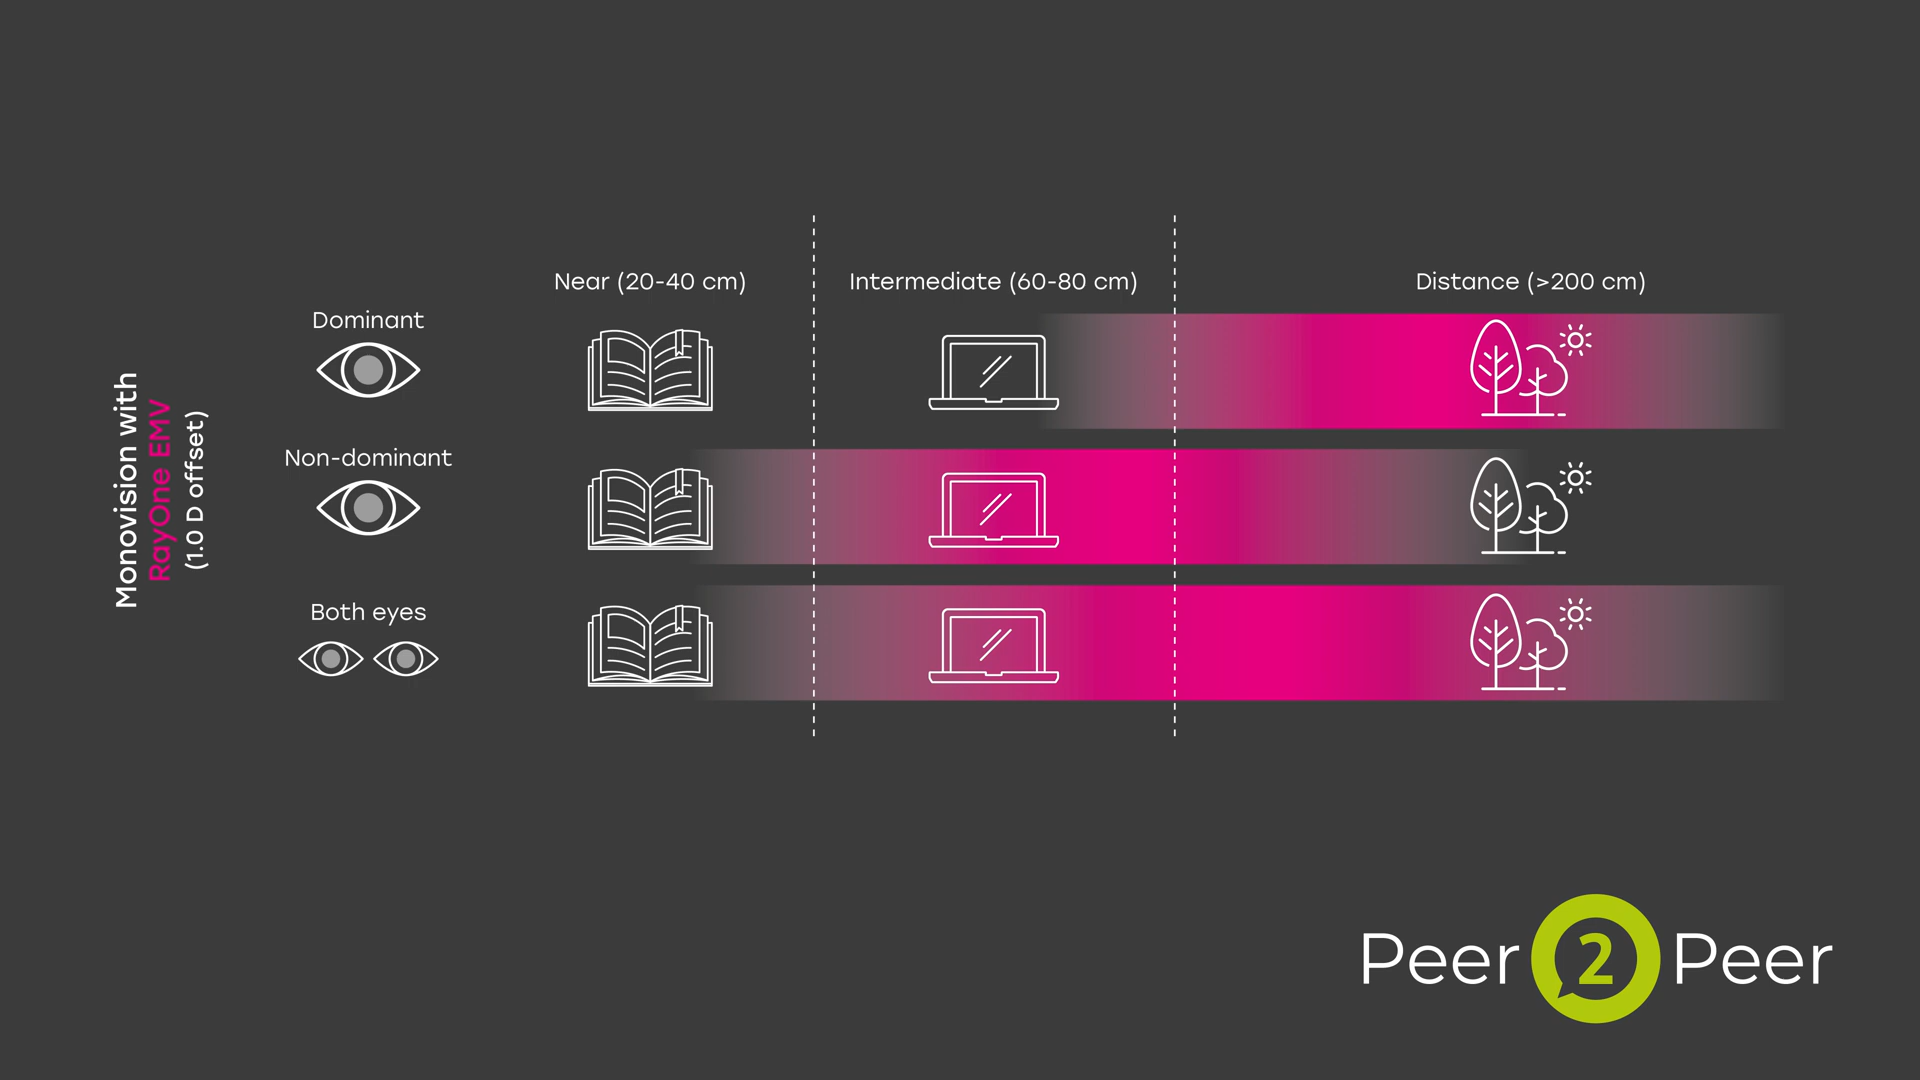 Monovision with
RayOne EMV
(1.0 D offset)
Near (20-40 cm)
Intermediate (60-80 cm)
Distance (>200 cm)
Dominant
Non-dominant
Both eyes
Peer 2 Peer